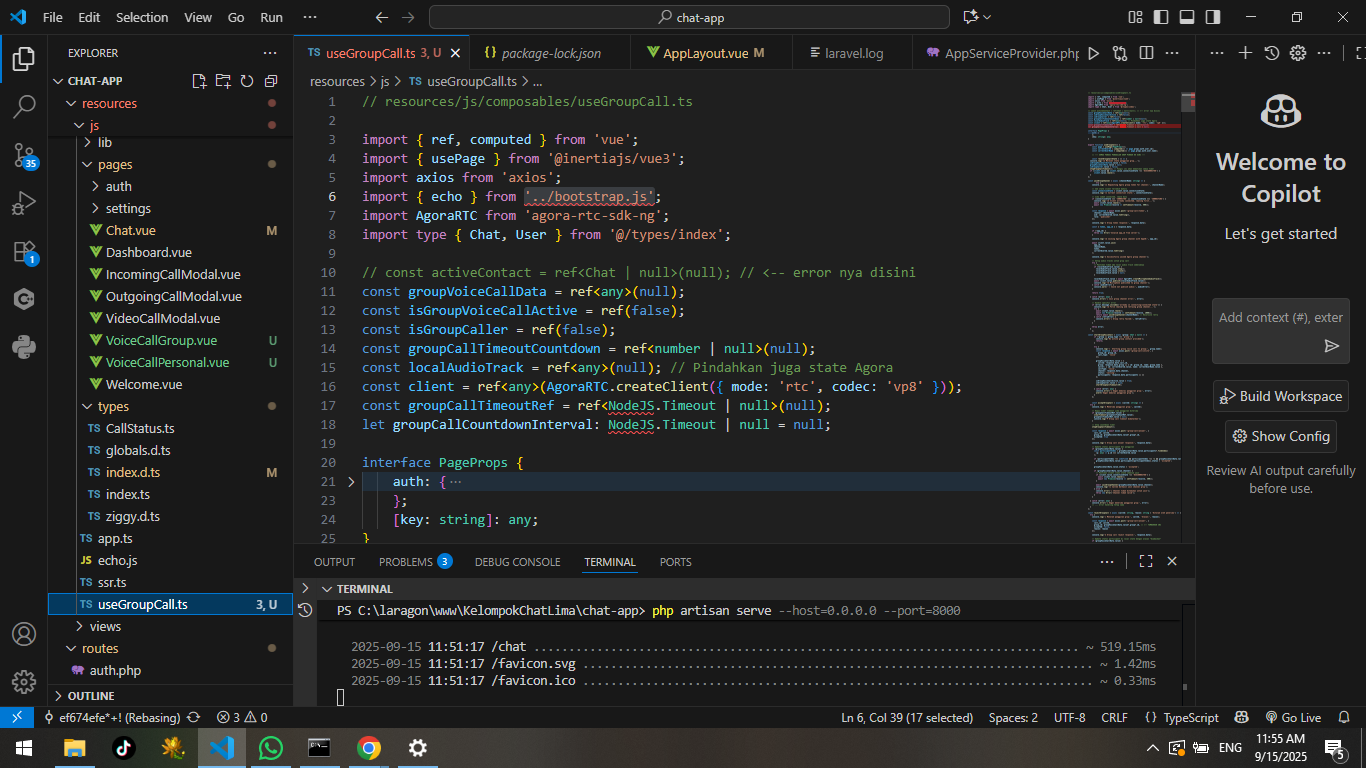 File Edit Selection View Go Run ··· chat-app
EXPLORER ···
CHAT-APP
resources
js
lib
pages
auth
settings
Chat.vue M
Dashboard.vue
IncomingCallModal.vue
OutgoingCallModal.vue
VideoCallModal.vue
VoiceCallGroup.vue U
VoiceCallPersonal.vue U
Welcome.vue
types
TS CallStatus.ts
TS globals.d.ts
TS index.d.ts M
TS index.ts
TS ziggy.d.ts
TS app.ts
JS echo.js
TS ssr.ts
TS useGroupCall.ts 3, U
views
routes
auth.php
OUTLINE
35
1
TS useGroupCall.ts 3, U
{} package-lock.json
AppLayout.vue M
laravel.log
AppServiceProvider.php
resources > js > TS useGroupCall.ts > ...
1 // resources/js/composables/useGroupCall.ts
2
3 import { ref, computed } from 'vue';
4 import { usePage } from '@inertiajs/vue3';
5 import axios from 'axios';
6 import { echo } from '../bootstrap.js';
7 import AgoraRTC from 'agora-rtc-sdk-ng';
8 import type { Chat, User } from '@/types/index';
9
10 // const activeContact = ref<Chat | null>(null); // <-- error nya disini
11 const groupVoiceCallData = ref<any>(null);
12 const isGroupVoiceCallActive = ref(false);
13 const isGroupCaller = ref(false);
14 const groupCallTimeoutCountdown = ref<number | null>(null);
15 const localAudioTrack = ref<any>(null); // Pindahkan juga state Agora
16 const client = ref<any>(AgoraRTC.createClient({ mode: 'rtc', codec: 'vp8' }));
17 const groupCallTimeoutRef = ref<NodeJS.Timeout | null>(null);
18 let groupCallCountdownInterval: NodeJS.Timeout | null = null;
19
20 interface PageProps {
21 auth: { ···
23 };
24 [key: string]: any;
25 }
OUTPUT PROBLEMS 3 DEBUG CONSOLE TERMINAL PORTS
TERMINAL
PS C:\laragon\www\KelompokChatLima\chat-app> php artisan serve --host=0.0.0.0 --port=8000
2025-09-15 11:51:17 /chat ~ 519.15ms
2025-09-15 11:51:17 /favicon.svg ~ 1.42ms
2025-09-15 11:51:17 /favicon.ico ~ 0.33ms
Welcome to
Copilot
Let's get started
Add context (#), exter
Build Workspace
Show Config
Review AI output carefully
before use.
ef674efe*+! (Rebasing) 3 0 Ln 6, Col 39 (17 selected) Spaces: 2 UTF-8 CRLF {} TypeScript Go Live
ENG
11:55 AM
9/15/2025
5